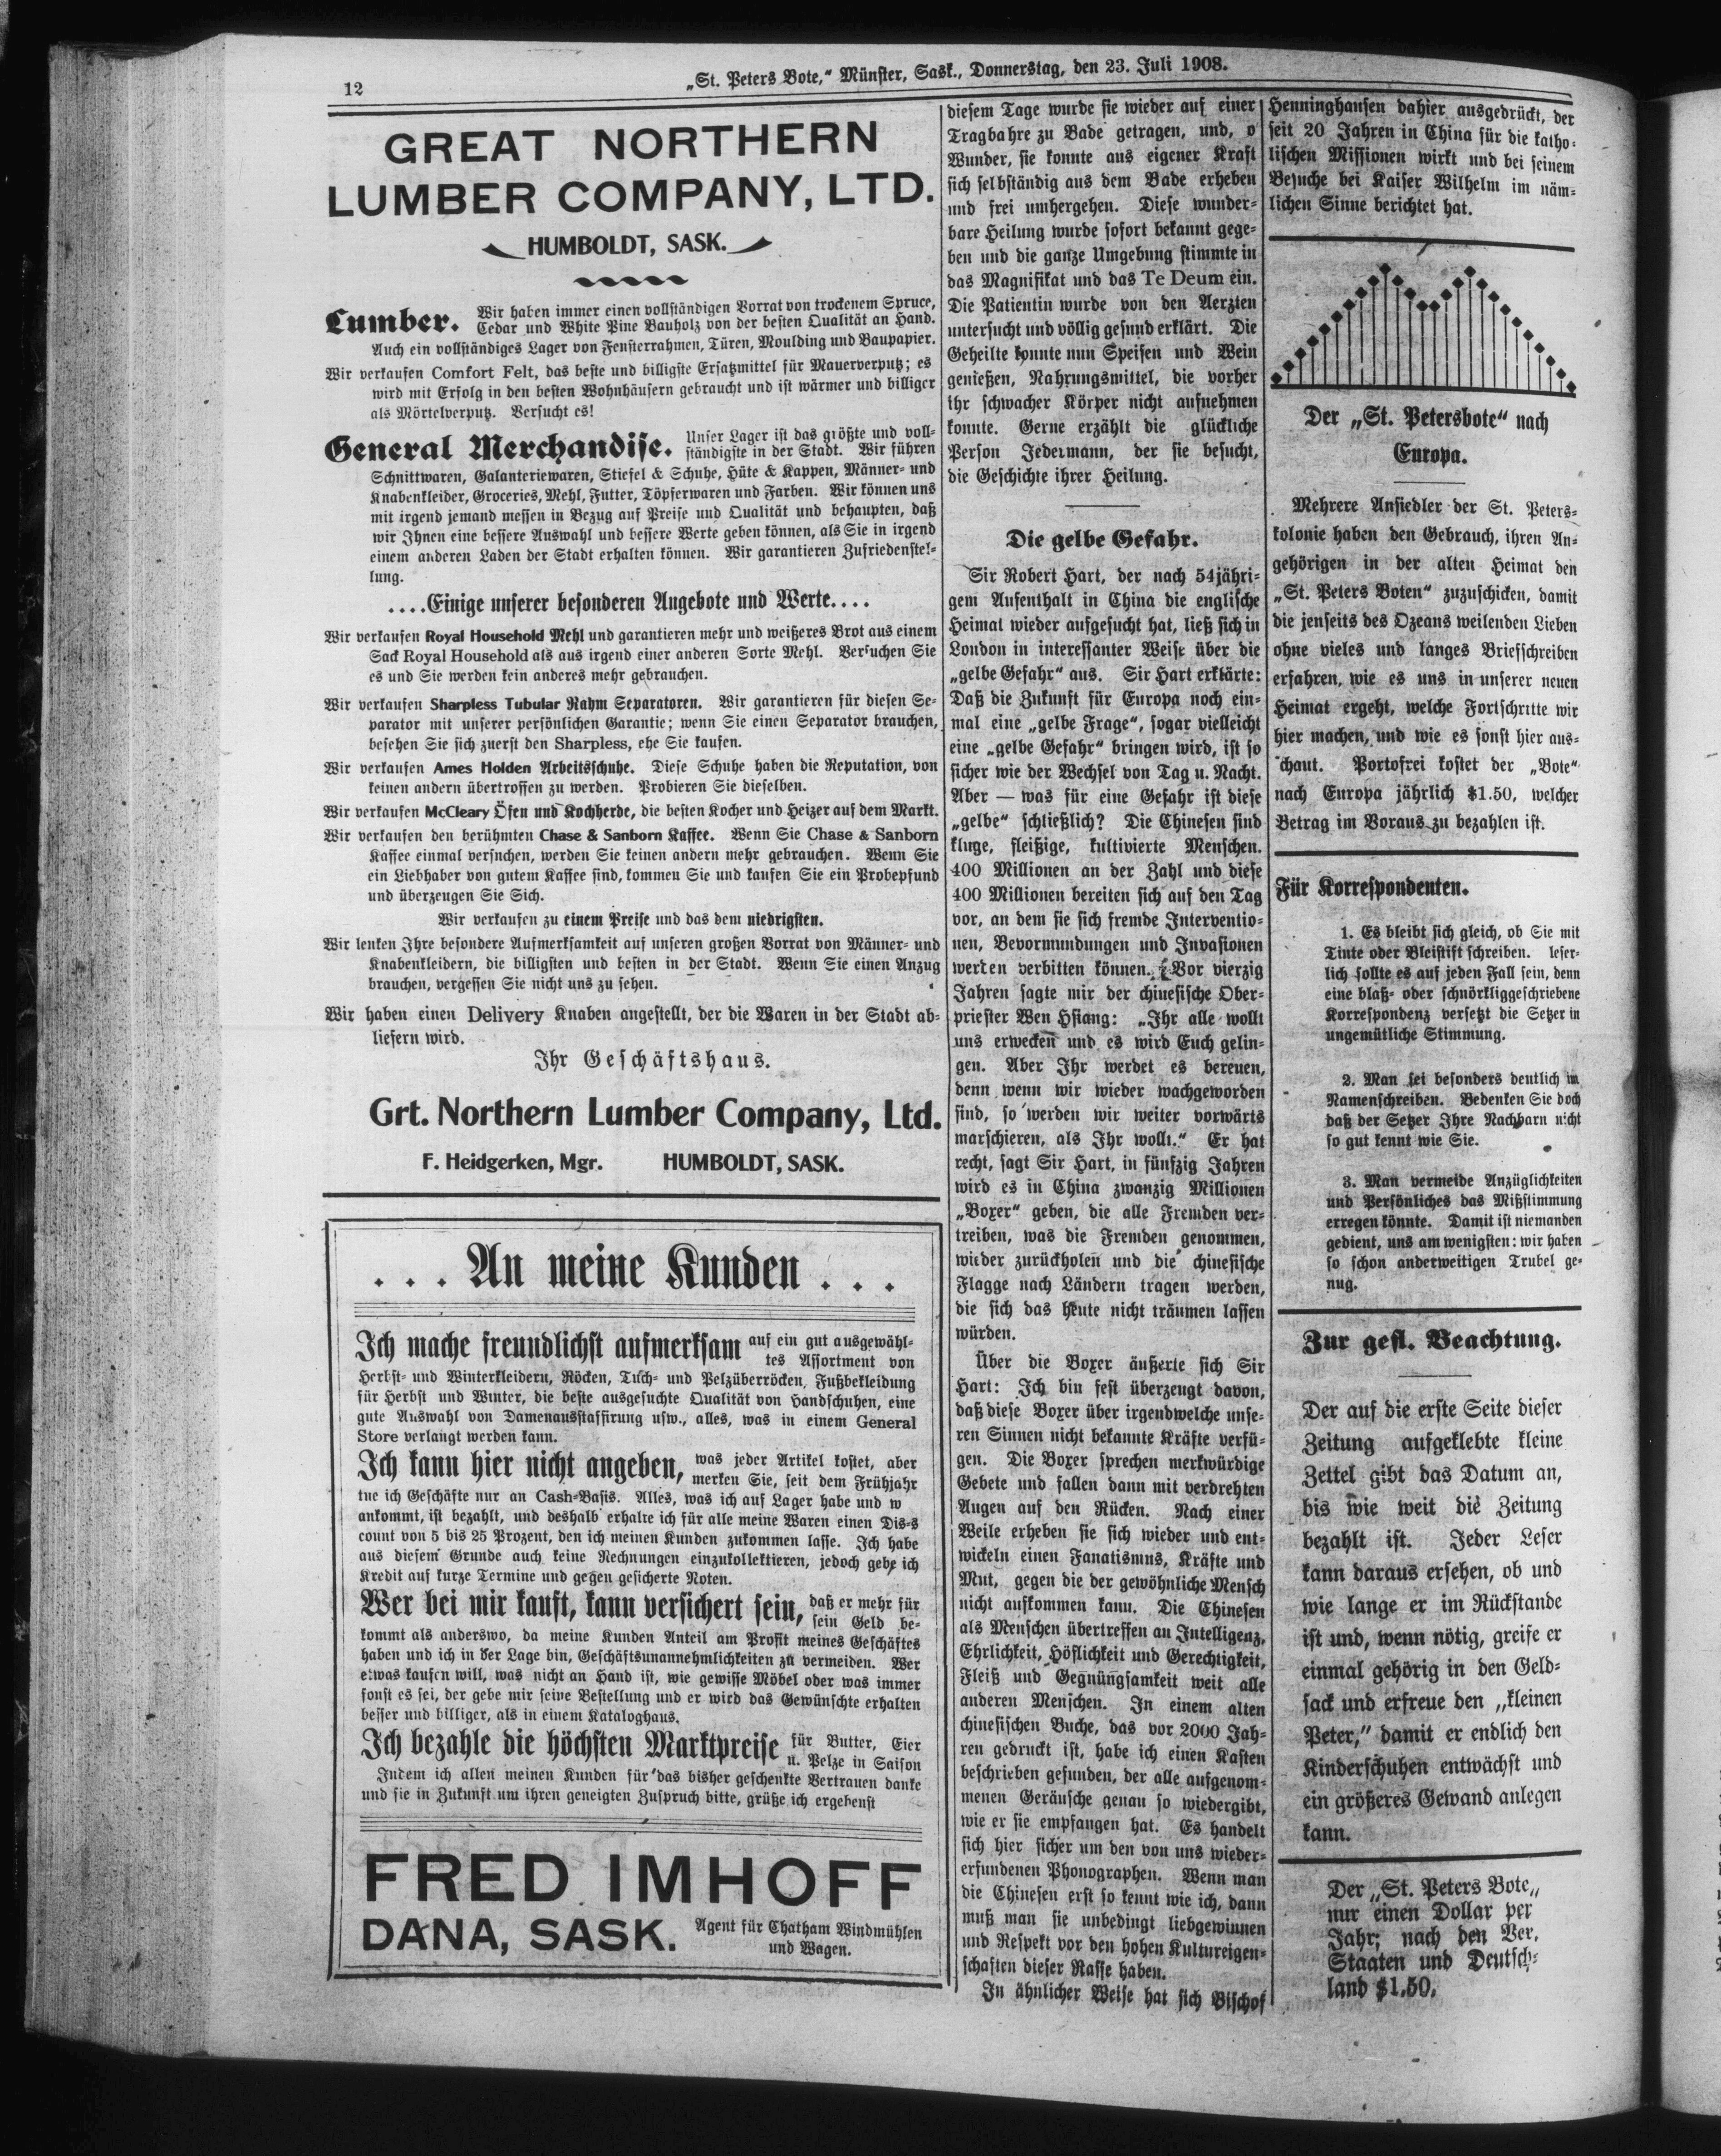 12
„St. Peters Bote,“ Münster, Sask., Donnerstag, den 23. Juli 1908.
GREAT NORTHERN
LUMBER COMPANY, LTD.
HUMBOLDT, SASK.
Lumber. Wir haben immer einen vollständigen Vorrat von trockenem Spruce,
Cedar und White Pine Bauholz von der besten Qualität an Hand.
Auch ein vollständiges Lager von Fensterrahmen, Türen, Moulding und Baupapier.
Wir verkaufen Comfort Felt, das beste und billigste Ersatzmittel für Mauerverputz; es
wird mit Erfolg in den besten Wohnhäusern gebraucht und ist wärmer und billiger
als Mörtelverputz. Versucht es!
General Merchandise. Unser Lager ist das größte und voll-
ständigste in der Stadt. Wir führen
Schnittwaren, Galanteriewaren, Stiefel & Schuhe, Hüte & Kappen, Männer- und
Knabenkleider, Groceries, Mehl, Futter, Töpferwaren und Farben. Wir können uns
mit irgend jemand messen in Bezug auf Preise und Qualität und behaupten, daß
wir Ihnen eine bessere Auswahl und bessere Werte geben können, als Sie in irgend
einem anderen Laden der Stadt erhalten können. Wir garantieren Zufriedenstel-
lung.
....Einige unserer besonderen Angebote und Werte....
Wir verkaufen Royal Household Mehl und garantieren mehr und weißeres Brot aus einem
Sack Royal Household als aus irgend einer anderen Sorte Mehl. Versuchen Sie
es und Sie werden kein anderes mehr gebrauchen.
Wir verkaufen Sharpless Tubular Rahm Separatoren. Wir garantieren für diesen Se-
parator mit unserer persönlichen Garantie; wenn Sie einen Separator brauchen,
besehen Sie sich zuerst den Sharpless, ehe Sie kaufen.
Wir verkaufen Ames Holden Arbeitsschuhe. Diese Schuhe haben die Reputation, von
keinen andern übertroffen zu werden. Probieren Sie dieselben.
Wir verkaufen McCleary Öfen und Kochherde, die besten Kocher und Heizer auf dem Markt.
Wir verkaufen den berühmten Chase & Sanborn Kaffee. Wenn Sie Chase & Sanborn
Kaffee einmal versuchen, werden Sie keinen andern mehr gebrauchen. Wenn Sie
ein Liebhaber von gutem Kaffee sind, kommen Sie und kaufen Sie ein Probepfund
und überzeugen Sie Sich.
Wir verkaufen zu einem Preise und das dem niedrigsten.
Wir lenken Ihre besondere Aufmerksamkeit auf unseren großen Vorrat von Männer- und
Knabenkleidern, die billigsten und besten in der Stadt. Wenn Sie einen Anzug
brauchen, vergessen Sie nicht uns zu sehen.
Wir haben einen Delivery Knaben angestellt, der die Waren in der Stadt ab-
liefern wird.
Ihr Geschäftshaus.
Grt. Northern Lumber Company, Ltd.
F. Heidgerken, Mgr. HUMBOLDT, SASK.
. . . An meine Kunden . . .
Ich mache freundlichst aufmerksam auf ein gut ausgewähl-
tes Assortment von
Herbst- und Winterkleidern, Röcken, Tuch- und Pelzüberröcken, Fußbekleidung
für Herbst und Winter, die beste ausgesuchte Qualität von Handschuhen, eine
gute Auswahl von Damenausstaffirung usw., alles, was in einem General
Store verlangt werden kann.
Ich kann hier nicht angeben, was jeder Artikel kostet, aber
merken Sie, seit dem Frühjahr
tue ich Geschäfte nur an Cash-Basis. Alles, was ich auf Lager habe und w
ankommt, ist bezahlt, und deshalb erhalte ich für alle meine Waren einen Dis-s
count von 5 bis 25 Prozent, den ich meinen Kunden zukommen lasse. Ich habe
aus diesem Grunde auch keine Rechnungen einzukollektieren, jedoch gebe ich
Kredit auf kurze Termine und gegen gesicherte Noten.
Wer bei mir kauft, kann versichert sein, daß er mehr für
sein Geld be-
kommt als anderswo, da meine Kunden Anteil am Profit meines Geschäftes
haben und ich in der Lage bin, Geschäftsunannehmlichkeiten zu vermeiden. Wer
etwas kaufen will, was nicht an Hand ist, wie gewisse Möbel oder was immer
sonst es sei, der gebe mir seine Bestellung und er wird das Gewünschte erhalten
besser und billiger, als in einem Kataloghaus.
Ich bezahle die höchsten Marktpreise für Butter, Eier
u. Pelze in Saison
Indem ich allen meinen Kunden für das bisher geschenkte Vertrauen danke
und sie in Zukunft um ihren geneigten Zuspruch bitte, grüße ich ergebenst
FRED IMHOFF
DANA, SASK. Agent für Chatham Windmühlen
und Wagen.
diesem Tage wurde sie wieder auf einer
Tragbahre zu Bade getragen, und, o
Wunder, sie konnte aus eigener Kraft
sich selbständig aus dem Bade erheben
und frei umhergehen. Diese wunder-
bare Heilung wurde sofort bekannt gege-
ben und die ganze Umgebung stimmte in
das Magnifikat und das Te Deum ein.
Die Patientin wurde von den Aerzten
untersucht und völlig gesund erklärt. Die
Geheilte konnte nun Speisen und Wein
genießen, Nahrungsmittel, die vorher
ihr schwacher Körper nicht aufnehmen
konnte. Gerne erzählt die glückliche
Person Jedermann, der sie besucht,
die Geschichte ihrer Heilung.
Die gelbe Gefahr.
Sir Robert Hart, der nach 54jähri-
gem Aufenthalt in China die englische
Heimat wieder aufgesucht hat, ließ sich in
London in interessanter Weise über die
„gelbe Gefahr“ aus. Sir Hart erklärte:
Daß die Zukunft für Europa noch ein-
mal eine „gelbe Frage“, sogar vielleicht
eine „gelbe Gefahr“ bringen wird, ist so
sicher wie der Wechsel von Tag u. Nacht.
Aber — was für eine Gefahr ist diese
„gelbe“ schließlich? Die Chinesen sind
kluge, fleißige, kultivierte Menschen.
400 Millionen an der Zahl und diese
400 Millionen bereiten sich auf den Tag
vor, an dem sie sich fremde Interventio-
nen, Bevormundungen und Invasionen
werden verbitten können. Vor vierzig
Jahren sagte mir der chinesische Ober-
priester Wen Hsiang: „Ihr alle wollt
uns erwecken und es wird Euch gelin-
gen. Aber Ihr werdet es bereuen,
denn wenn wir wieder wachgeworden
sind, so werden wir weiter vorwärts
marschieren, als Ihr wollt.“ Er hat
recht, sagt Sir Hart, in fünfzig Jahren
wird es in China zwanzig Millionen
„Boxer“ geben, die alle Fremden ver-
treiben, was die Fremden genommen,
wieder zurückholen und die chinesische
Flagge nach Ländern tragen werden,
die sich das heute nicht träumen lassen
würden.
Über die Boxer äußerte sich Sir
Hart: Ich bin fest überzeugt davon,
daß diese Boxer über irgendwelche unse-
ren Sinnen nicht bekannte Kräfte verfü-
gen. Die Boxer sprechen merkwürdige
Gebete und fallen dann mit verdrehten
Augen auf den Rücken. Nach einer
Weile erheben sie sich wieder und ent-
wickeln einen Fanatismus, Kräfte und
Mut, gegen die der gewöhnliche Mensch
nicht aufkommen kann. Die Chinesen
als Menschen übertreffen an Intelligenz,
Ehrlichkeit, Höflichkeit und Gerechtigkeit,
Fleiß und Gegnüngsamkeit weit alle
anderen Menschen. In einem alten
chinesischen Buche, das vor 2000 Jah-
ren gedruckt ist, habe ich einen Kasten
beschrieben gefunden, der alle aufgenom-
menen Geräusche genau so wiedergibt,
wie er sie empfangen hat. Es handelt
sich hier sicher um den von uns wieder-
erfundenen Phonographen. Wenn man
die Chinesen erst so kennt wie ich, dann
muß man sie unbedingt liebgewinnen
und Respekt vor den hohen Kultureigen-
schaften dieser Rasse haben.
In ähnlicher Weise hat sich Bischof
Henninghausen dahier ausgedrückt, der
seit 20 Jahren in China für die katho-
lischen Missionen wirkt und bei seinem
Besuche bei Kaiser Wilhelm im näm-
lichen Sinne berichtet hat.
Der „St. Petersbote“ nach
Europa.
Mehrere Ansiedler der St. Peters-
kolonie haben den Gebrauch, ihren An-
gehörigen in der alten Heimat den
„St. Peters Boten“ zuzuschicken, damit
die jenseits des Ozeans weilenden Lieben
ohne vieles und langes Briefschreiben
erfahren, wie es uns in unserer neuen
Heimat ergeht, welche Fortschritte wir
hier machen, und wie es sonst hier aus-
chaut. Portofrei kostet der „Bote“
nach Europa jährlich $1.50, welcher
Betrag im Voraus zu bezahlen ist.
Für Korrespondenten.
1. Es bleibt sich gleich, ob Sie mit
Tinte oder Bleistift schreiben. leser-
lich sollte es auf jeden Fall sein, denn
eine blaß- oder schnörkliggeschriebene
Korrespondenz versetzt die Setzer in
ungemütliche Stimmung.
2. Man sei besonders deutlich im
Namenschreiben. Bedenken Sie doch
daß der Setzer Ihre Nachbarn nicht
so gut kennt wie Sie.
3. Man vermeide Anzüglichkeiten
und Persönliches das Mißstimmung
erregen könnte. Damit ist niemanden
gedient, uns am wenigsten: wir haben
so schon anderweitigen Trubel ge-
nug.
Zur gefl. Beachtung.
Der auf die erste Seite dieser
Zeitung aufgeklebte kleine
Zettel gibt das Datum an,
bis wie weit die Zeitung
bezahlt ist. Jeder Leser
kann daraus ersehen, ob und
wie lange er im Rückstande
ist und, wenn nötig, greife er
einmal gehörig in den Geld-
sack und erfreue den „kleinen
Peter,“ damit er endlich den
Kinderschuhen entwächst und
ein größeres Gewand anlegen
kann.
Der „St. Peters Bote„
nur einen Dollar per
Jahr; nach den Ver.
Staaten und Deutsch-
land $1.50.